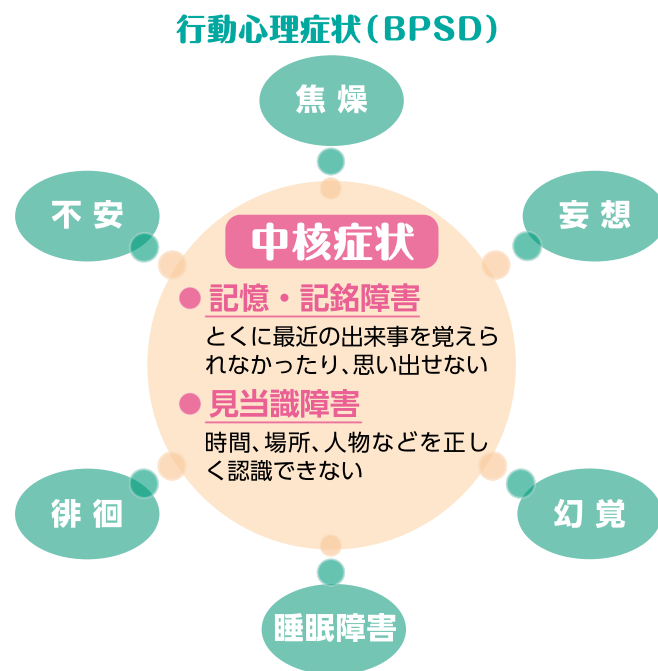 行動心理症状(BPSD)
焦燥
不安
妄想
中核症状
●記憶・記銘障害
とくに最近の出来事を覚えら
れなかったり、思い出せない
●見当識障害
時間、場所、人物などを正し
く認識できない
徘徊
幻覚
睡眠障害